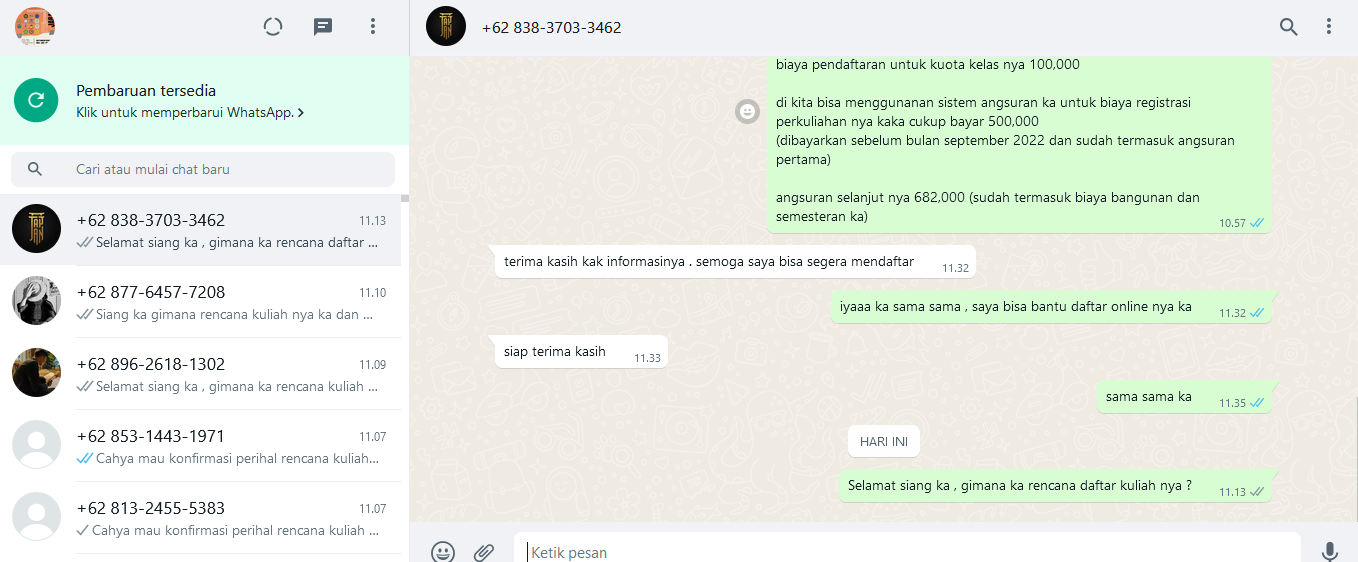 Pembaruan tersedia
Klik untuk memperbarui WhatsApp.
Cari atau mulai chat baru
+62 838-3703-3462
11.13
Selamat siang ka , gimana ka rencana daftar ...
+62 877-6457-7208
11.10
Siang ka gimana rencana kuliah nya ka dan ...
+62 896-2618-1302
11.09
Selamat siang ka , gimana ka rencana kuliah ...
+62 853-1443-1971
11.07
Cahya mau konfirmasi perihal rencana kuliah...
+62 813-2455-5383
11.07
Cahya mau konfirmasi perihal rencana kuliah ...
+62 838-3703-3462
biaya pendaftaran untuk kuota kelas nya 100,000
di kita bisa menggunanan sistem angsuran ka untuk biaya registrasi
perkuliahan nya kaka cukup bayar 500,000
(dibayarkan sebelum bulan september 2022 dan sudah termasuk angsuran
pertama)
angsuran selanjut nya 682,000 (sudah termasuk biaya bangunan dan
semesteran ka)
10.57
terima kasih kak informasinya . semoga saya bisa segera mendaftar
11.32
iyaaa ka sama sama , saya bisa bantu daftar online nya ka
11.32
siap terima kasih
11.33
sama sama ka
11.35
HARI INI
Selamat siang ka , gimana ka rencana daftar kuliah nya ?
11.13
Ketik pesan